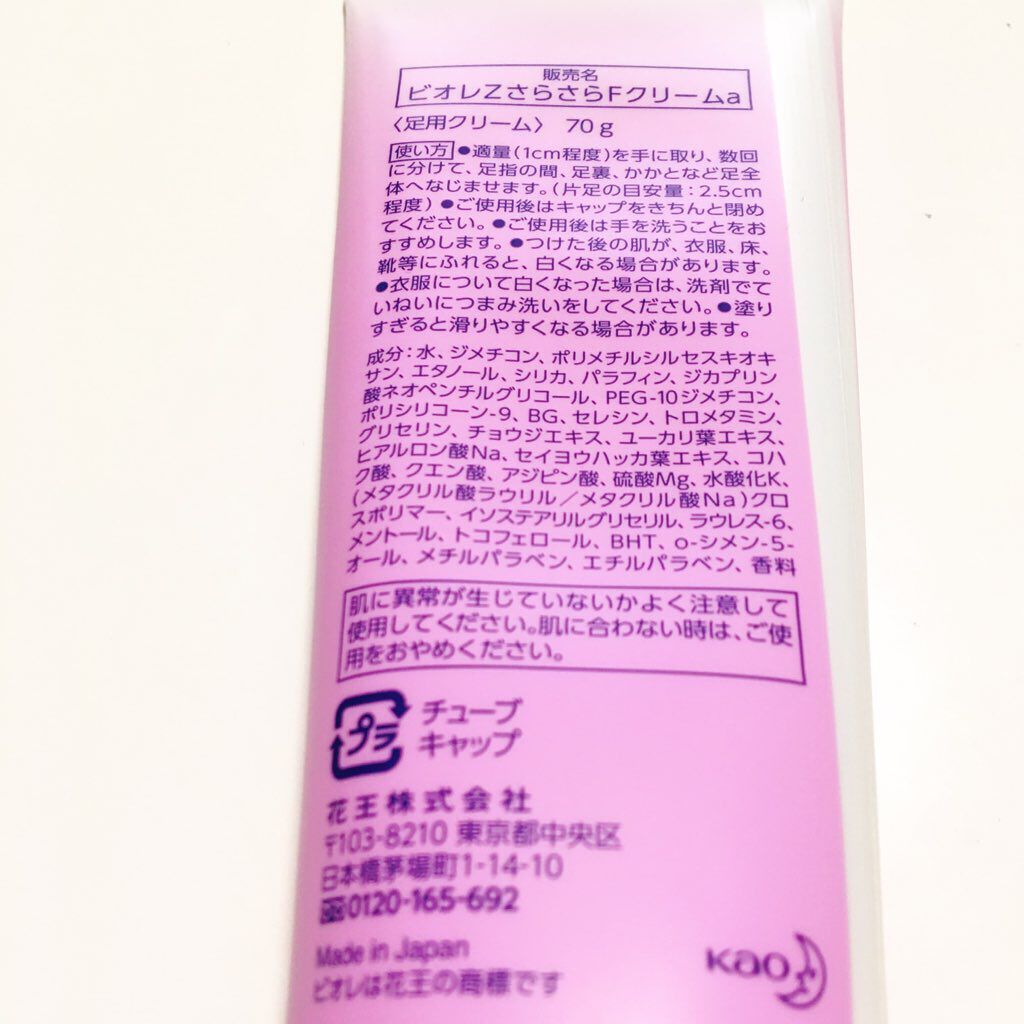 販売名
ビオレZさらさらFクリームa
〈足用クリーム〉 70g
使い方 ●適量(1cm程度)を手に取り、数回
に分けて、足指の間、足裏、かかとなど足全
体へなじませます。(片足の目安量：2.5cm
程度) ●ご使用後はキャップをきちんと閉め
てください。●ご使用後は手を洗うことをお
すすめします。●つけた後の肌が、衣服、床、
靴等にふれると、白くなる場合があります。
●衣服について白くなった場合は、洗剤でて
いねいにつまみ洗いをしてください。●塗り
すぎると滑りやすくなる場合があります。
成分：水、ジメチコン、ポリメチルシルセスキオキ
サン、エタノール、シリカ、パラフィン、ジカプリン
酸ネオペンチルグリコール、PEG-10ジメチコン、
ポリシリコーン-9、BG、セレシン、トロメタミン、
グリセリン、チョウジエキス、ユーカリ葉エキス、
ヒアルロン酸Na、セイヨウハッカ葉エキス、コハ
ク酸、クエン酸、アジピン酸、硫酸Mg、水酸化K、
(メタクリル酸ラウリル／メタクリル酸Na)クロ
スポリマー、イソステアリルグリセリル、ラウレス-6、
メントール、トコフェロール、BHT、o-シメン-5-
オール、メチルパラベン、エチルパラベン、香料
肌に異常が生じていないかよく注意して
使用してください。肌に合わない時は、ご使
用をおやめください。
プラ チューブ
キャップ
花王株式会社
〒103-8210 東京都中央区
日本橋茅場町1-14-10
0120-165-692
Made in Japan
ビオレは花王の商標です
Kao